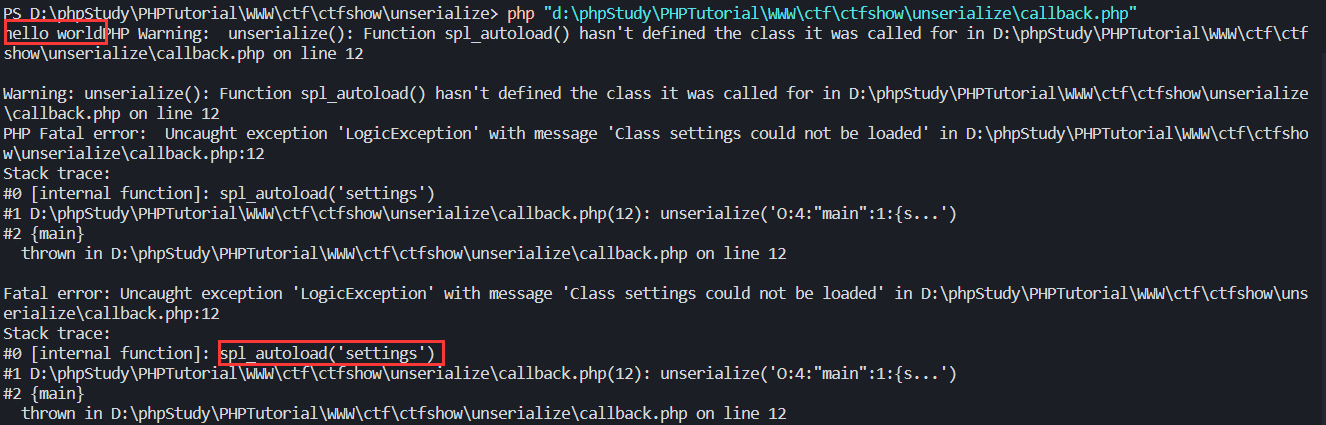 PS D:\phpStudy\PHPTutorial\WWW\ctf\ctfshow\unserialize> php "d:\phpStudy\PHPTutorial\WWW\ctf\ctfshow\unserialize\callback.php"
hello worldPHP Warning:  unserialize(): Function spl_autoload() hasn't defined the class it was called for in D:\phpStudy\PHPTutorial\WWW\ctf\ctf
show\unserialize\callback.php on line 12

Warning: unserialize(): Function spl_autoload() hasn't defined the class it was called for in D:\phpStudy\PHPTutorial\WWW\ctf\ctfshow\unserialize
\callback.php on line 12
PHP Fatal error:  Uncaught exception 'LogicException' with message 'Class settings could not be loaded' in D:\phpStudy\PHPTutorial\WWW\ctf\ctfsho
w\unserialize\callback.php:12
Stack trace:
#0 [internal function]: spl_autoload('settings')
#1 D:\phpStudy\PHPTutorial\WWW\ctf\ctfshow\unserialize\callback.php(12): unserialize('O:4:"main":1:{s...')
#2 {main}
  thrown in D:\phpStudy\PHPTutorial\WWW\ctf\ctfshow\unserialize\callback.php on line 12

Fatal error: Uncaught exception 'LogicException' with message 'Class settings could not be loaded' in D:\phpStudy\PHPTutorial\WWW\ctf\ctfshow\uns
erialize\callback.php:12
Stack trace:
#0 [internal function]: spl_autoload('settings')
#1 D:\phpStudy\PHPTutorial\WWW\ctf\ctfshow\unserialize\callback.php(12): unserialize('O:4:"main":1:{s...')
#2 {main}
  thrown in D:\phpStudy\PHPTutorial\WWW\ctf\ctfshow\unserialize\callback.php on line 12